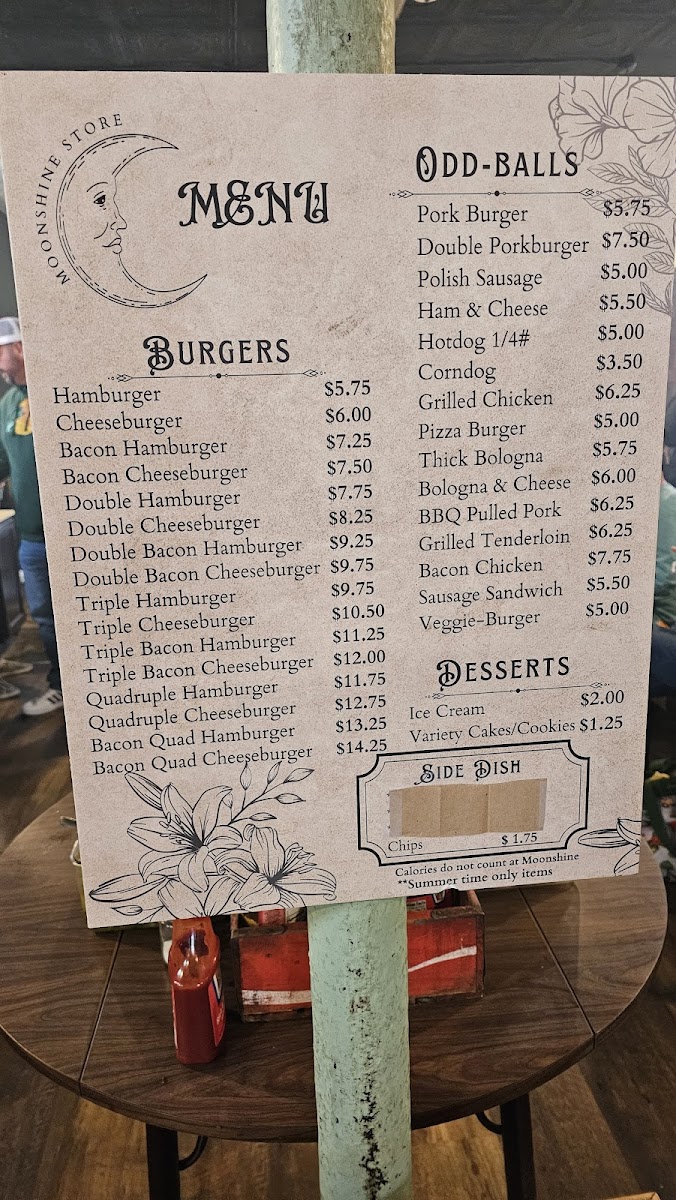 MOONSHINE STORE
MENU
BURGERS
Hamburger $5.75
Cheeseburger $6.00
Bacon Hamburger $7.25
Bacon Cheeseburger $7.50
Double Hamburger $7.75
Double Cheeseburger $8.25
Double Bacon Hamburger $9.25
Double Bacon Cheeseburger $9.75
Triple Hamburger $9.75
Triple Cheeseburger $10.50
Triple Bacon Hamburger $11.25
Triple Bacon Cheeseburger $12.00
Quadruple Hamburger $11.75
Quadruple Cheeseburger $12.75
Bacon Quad Hamburger $13.25
Bacon Quad Cheeseburger $14.25
ODD-BALLS
Pork Burger $5.75
Double Porkburger $7.50
Polish Sausage $5.00
Ham & Cheese $5.50
Hotdog 1/4# $5.00
Corndog $3.50
Grilled Chicken $6.25
Pizza Burger $5.00
Thick Bologna $5.75
Bologna & Cheese $6.00
BBQ Pulled Pork $6.25
Grilled Tenderloin $6.25
Bacon Chicken $7.75
Sausage Sandwich $5.50
Veggie-Burger $5.00
DESSERTS
Ice Cream $2.00
Variety Cakes/Cookies $1.25
SIDE DISH
Chips $ 1.75
Calories do not count at Moonshine
**Summer time only items